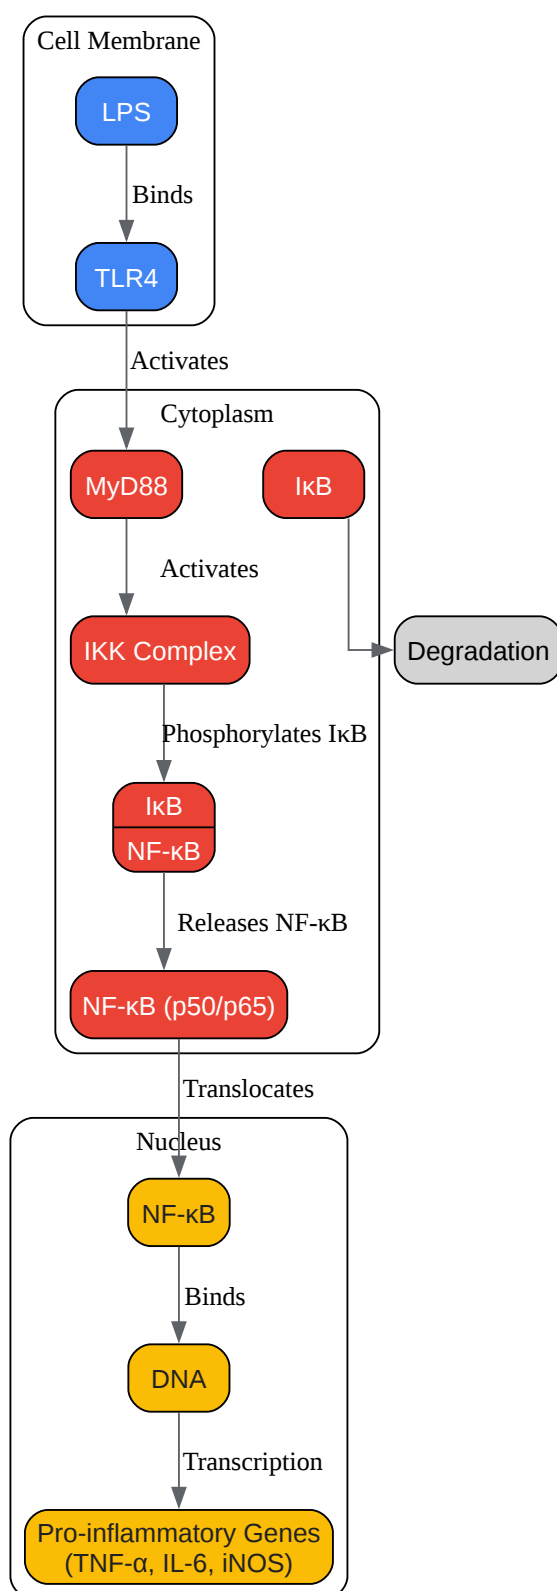 Cell Membrane
LPS
Binds
TLR4
Activates
Cytoplasm
MyD88
IκB
Activates
IKK Complex
Degradation
Phosphorylates IκB
IκB
NF-κB
Releases NF-κB
NF-κB (p50/p65)
Translocates
Nucleus
NF-κB
Binds
DNA
Transcription
Pro-inflammatory Genes
(TNF-α, IL-6, iNOS)